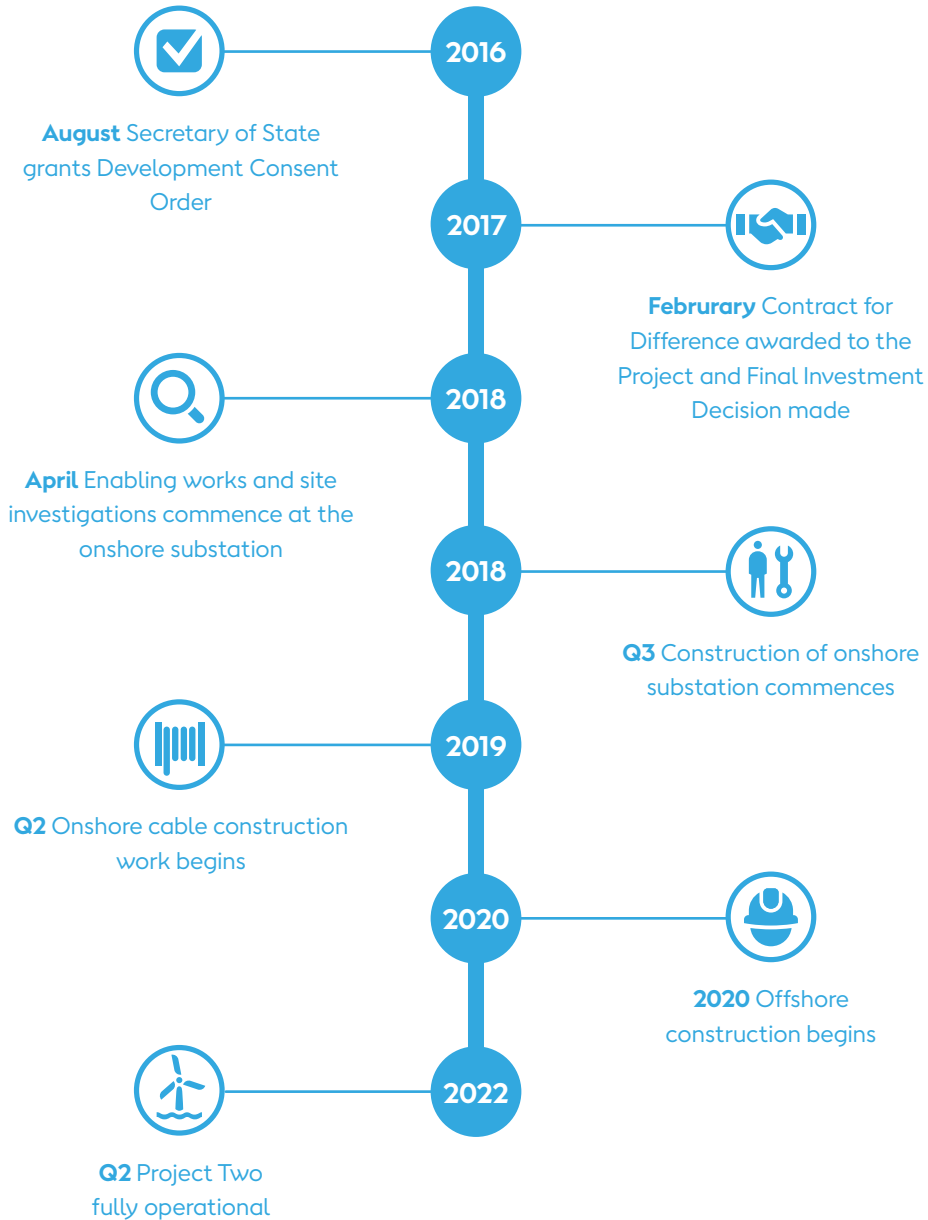 2016
August Secretary of State
grants Development Consent
Order
2017
Februrary Contract for
Difference awarded to the
Project and Final Investment
Decision made
2018
April Enabling works and site
investigations commence at the
onshore substation
2018
Q3 Construction of onshore
substation commences
2019
Q2 Onshore cable construction
work begins
2020
2020 Offshore
construction begins
2022
Q2 Project Two
fully operational